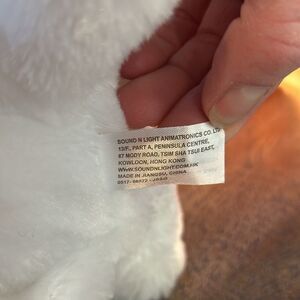 SOUND N LIGHT ANIMATRONICS CO. LTD
13/F., PART A, PENINSULA CENTRE,
67 MODY ROAD, TSIM SHA TSUI EAST,
KOWLOON, HONG KONG
WWW.SOUNDNLIGHT.COM.HK
MADE IN JIANGSU, CHINA